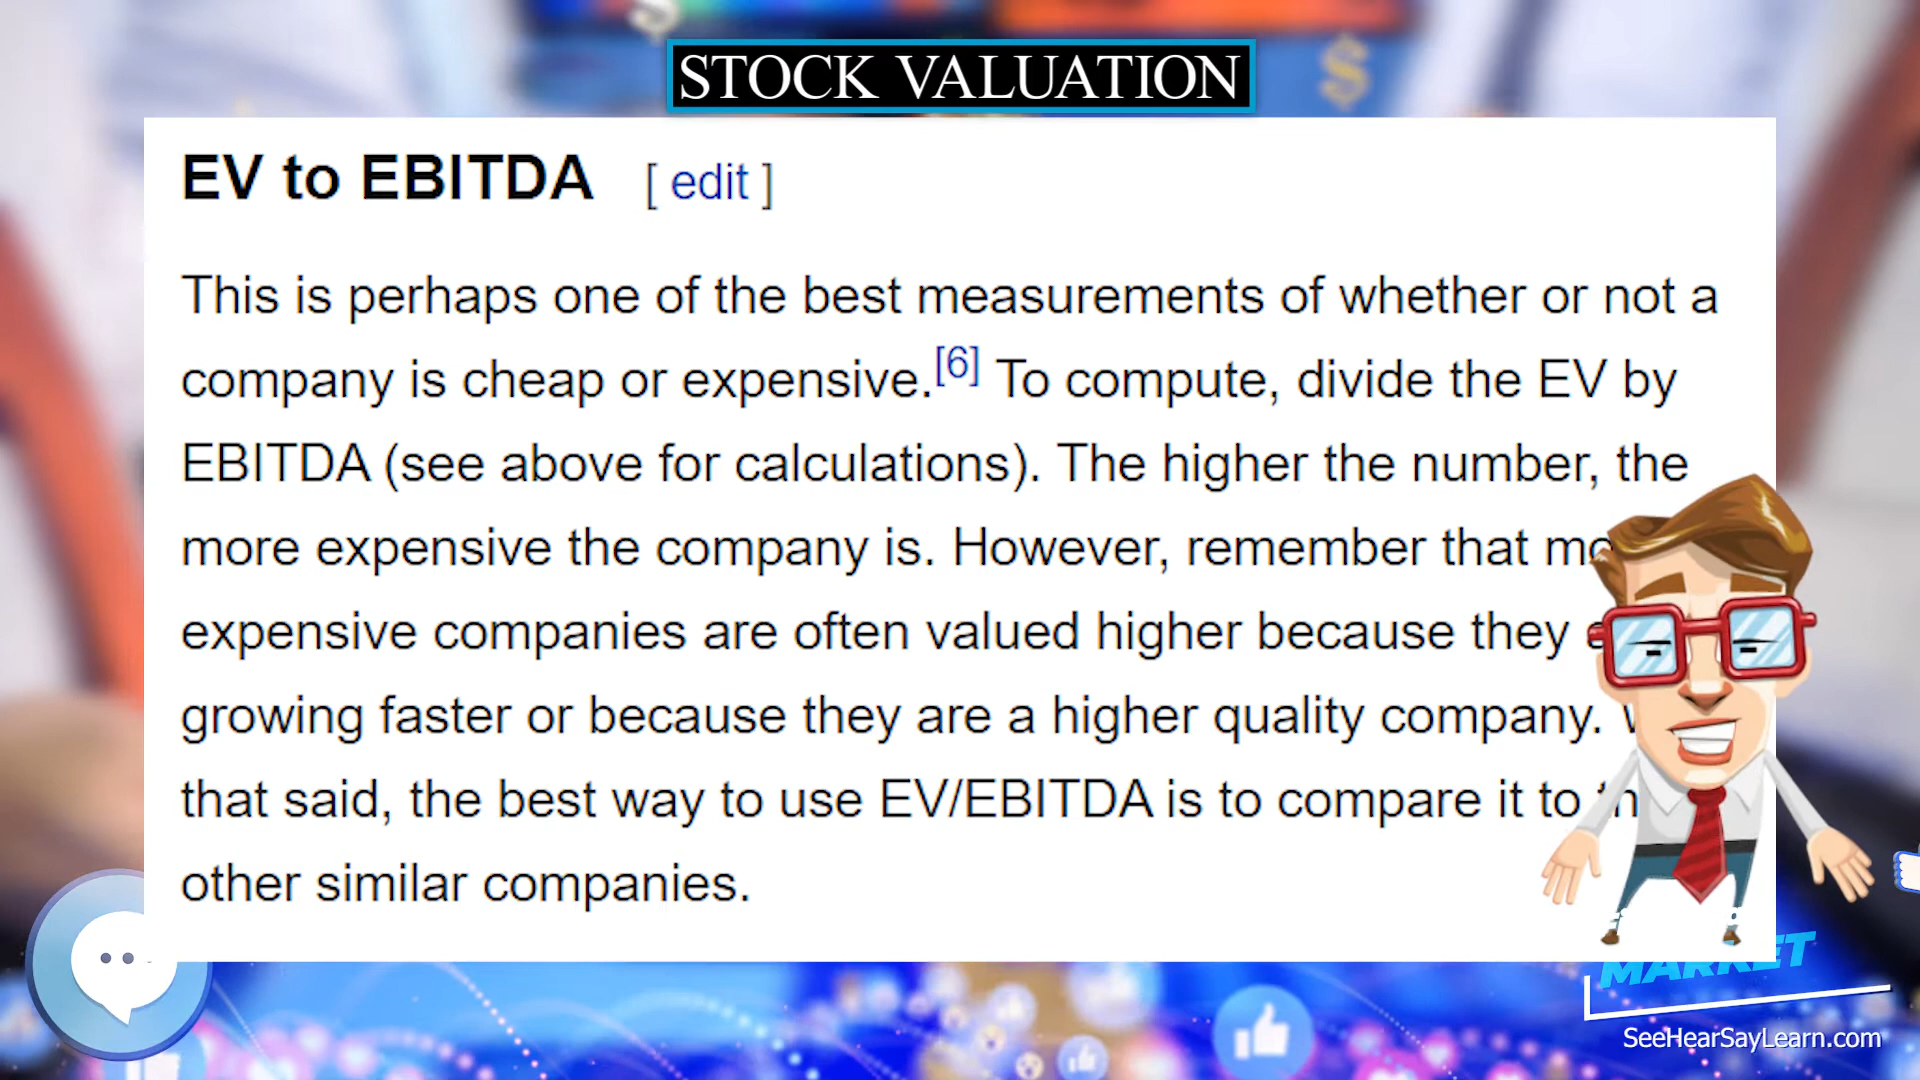 STOCK VALUATION
EV to EBITDA [ edit ]
This is perhaps one of the best measurements of whether or not a
company is cheap or expensive.[6] To compute, divide the EV by
EBITDA (see above for calculations). The higher the number, the
more expensive the company is. However, remember that
expensive companies are often valued higher because they
growing faster or because they are a higher quality company.
that said, the best way to use EV/EBITDA is to compare it to
other similar companies.
MARKET
SeeHearSayLearn.com